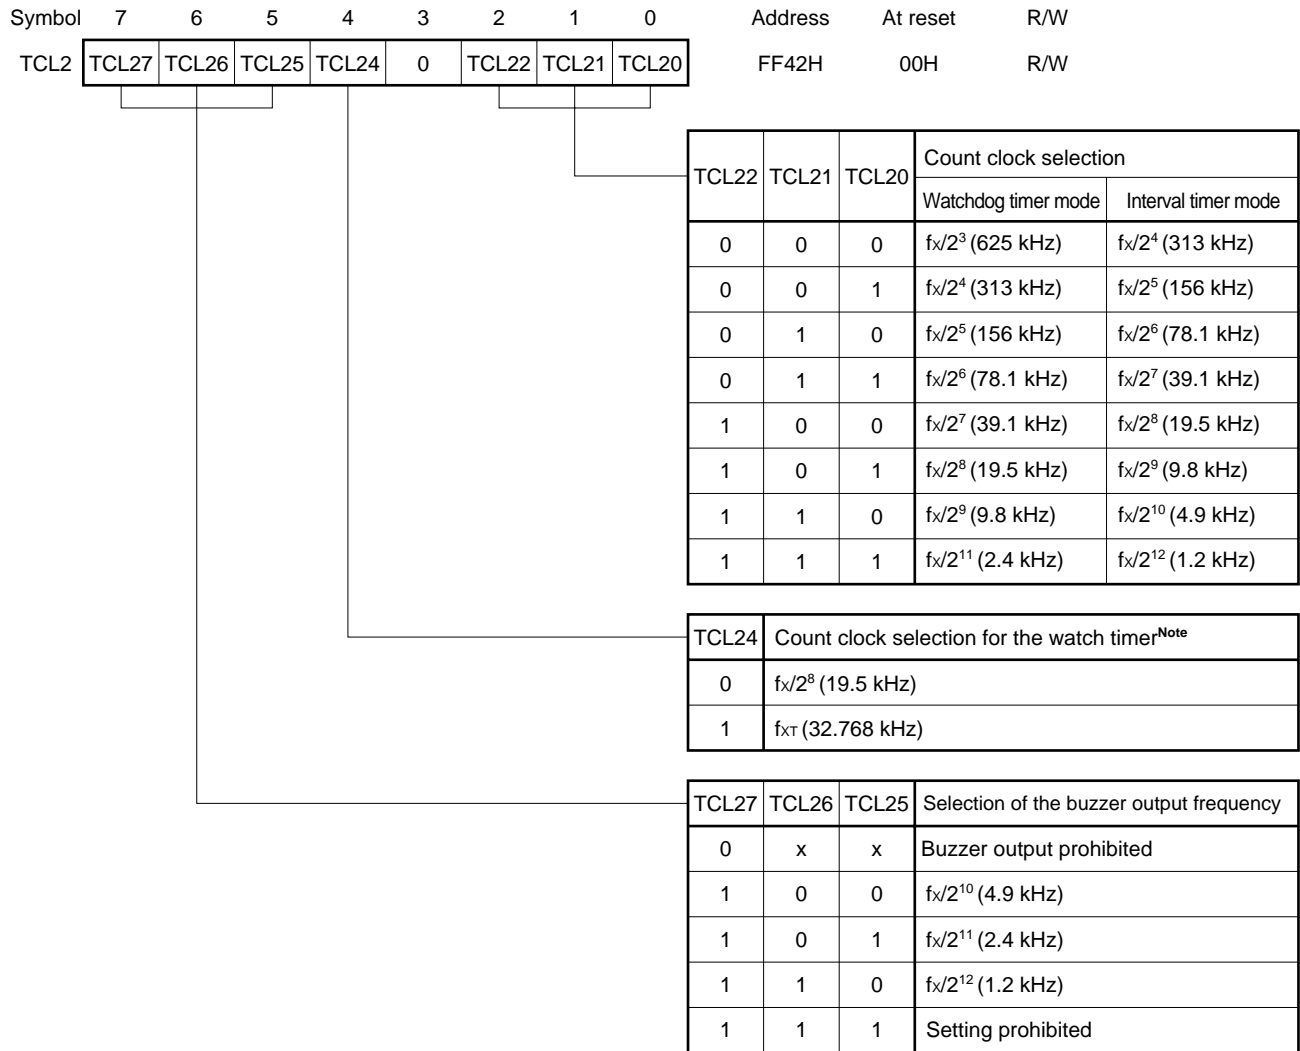 Symbol 7 6 5 4 3 2 1 0 Address At reset R/W
TCL2 TCL27 TCL26 TCL25 TCL24 0 TCL22 TCL21 TCL20 FF42H 00H R/W
TCL22 TCL21 TCL20 Count clock selection
Watchdog timer mode Interval timer mode
0 0 0 fX/2³ (625 kHz) fX/2⁴ (313 kHz)
0 0 1 fX/2⁴ (313 kHz) fX/2⁵ (156 kHz)
0 1 0 fX/2⁵ (156 kHz) fX/2⁶ (78.1 kHz)
0 1 1 fX/2⁶ (78.1 kHz) fX/2⁷ (39.1 kHz)
1 0 0 fX/2⁷ (39.1 kHz) fX/2⁸ (19.5 kHz)
1 0 1 fX/2⁸ (19.5 kHz) fX/2⁹ (9.8 kHz)
1 1 0 fX/2⁹ (9.8 kHz) fX/2¹⁰ (4.9 kHz)
1 1 1 fX/2¹¹ (2.4 kHz) fX/2¹² (1.2 kHz)
TCL24 Count clock selection for the watch timer Note
0 fX/2⁸ (19.5 kHz)
1 fXT (32.768 kHz)
TCL27 TCL26 TCL25 Selection of the buzzer output frequency
0 x x Buzzer output prohibited
1 0 0 fX/2¹⁰ (4.9 kHz)
1 0 1 fX/2¹¹ (2.4 kHz)
1 1 0 fX/2¹² (1.2 kHz)
1 1 1 Setting prohibited